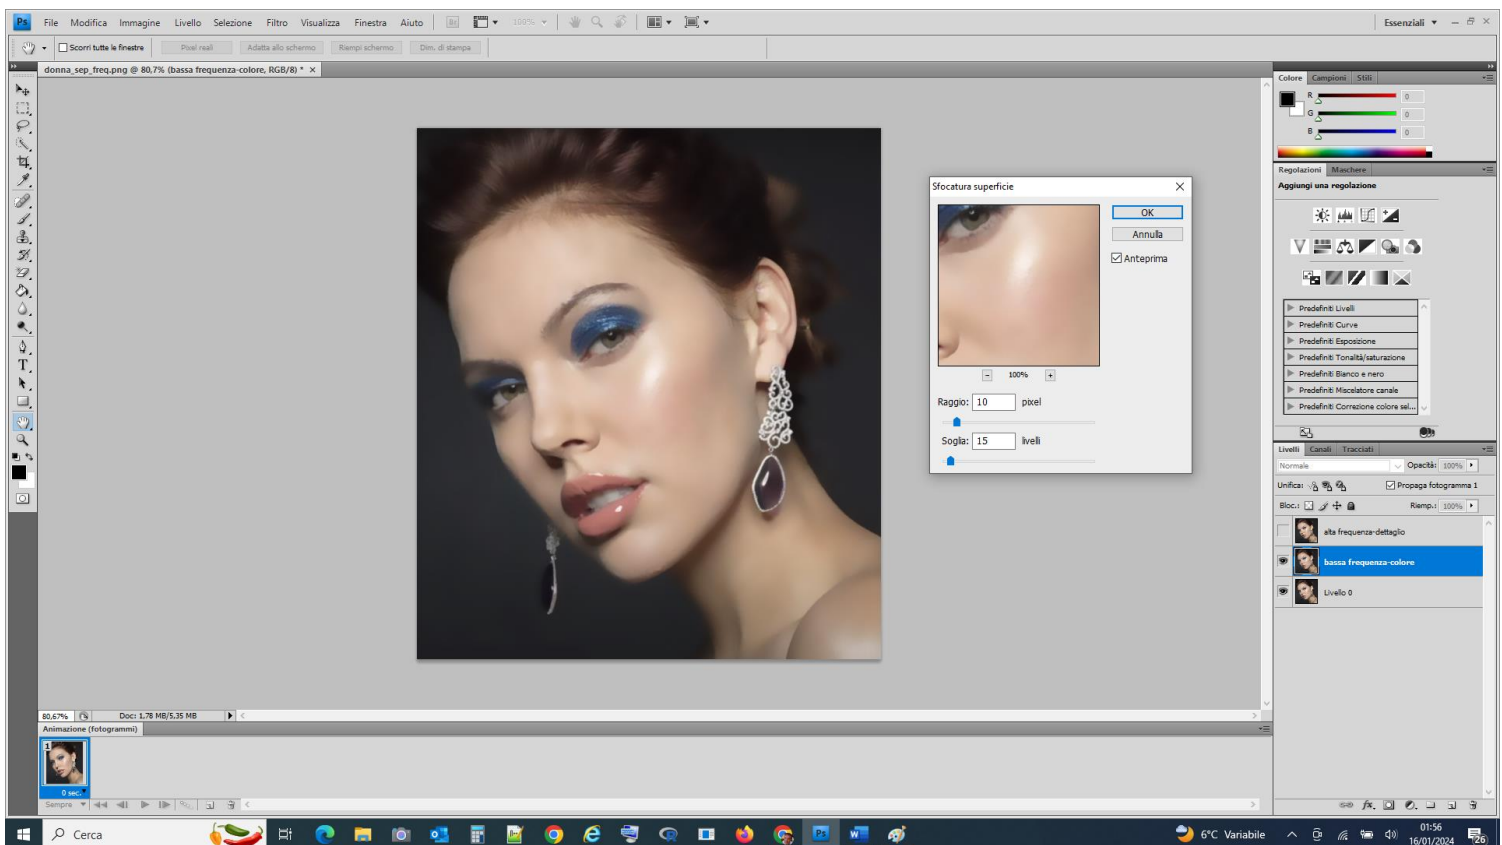 Ps File Modifica Immagine Livello Selezione Filtro Visualizza Finestra Aiuto Br 100% Essenziali
Scorri tutte le finestre Pixel reali Adatta allo schermo Riempi schermo Dim. di stampa
donna_sep_freq.png @ 80,7% (bassa frequenza-colore, RGB/8) * ×
Colore Campioni Stili
R 0
G 0
B 0
Regolazioni Maschere
Aggiungi una regolazione
Predefiniti Livelli
Predefiniti Curve
Predefiniti Esposizione
Predefiniti Tonalità/saturazione
Predefiniti Bianco e nero
Predefiniti Miscelatore canale
Predefiniti Correzione colore sel...
Sfocatura superficie
OK
Annulla
Anteprima
- 100% +
Raggio: 10 pixel
Soglia: 15 livelli
Livelli Canali Tracciati
Normale Opacità: 100%
Unifica: Propaga fotogramma 1
Bloc.: Riemp.: 100%
alta frequenza-dettaglio
bassa frequenza-colore
Livello 0
80,67% Doc: 1,78 MB/5,35 MB
Animazione (fotogrammi)
1
0 sec.
Sempre
Cerca
Ps
6°C Variabile
01:56
16/01/2024
26